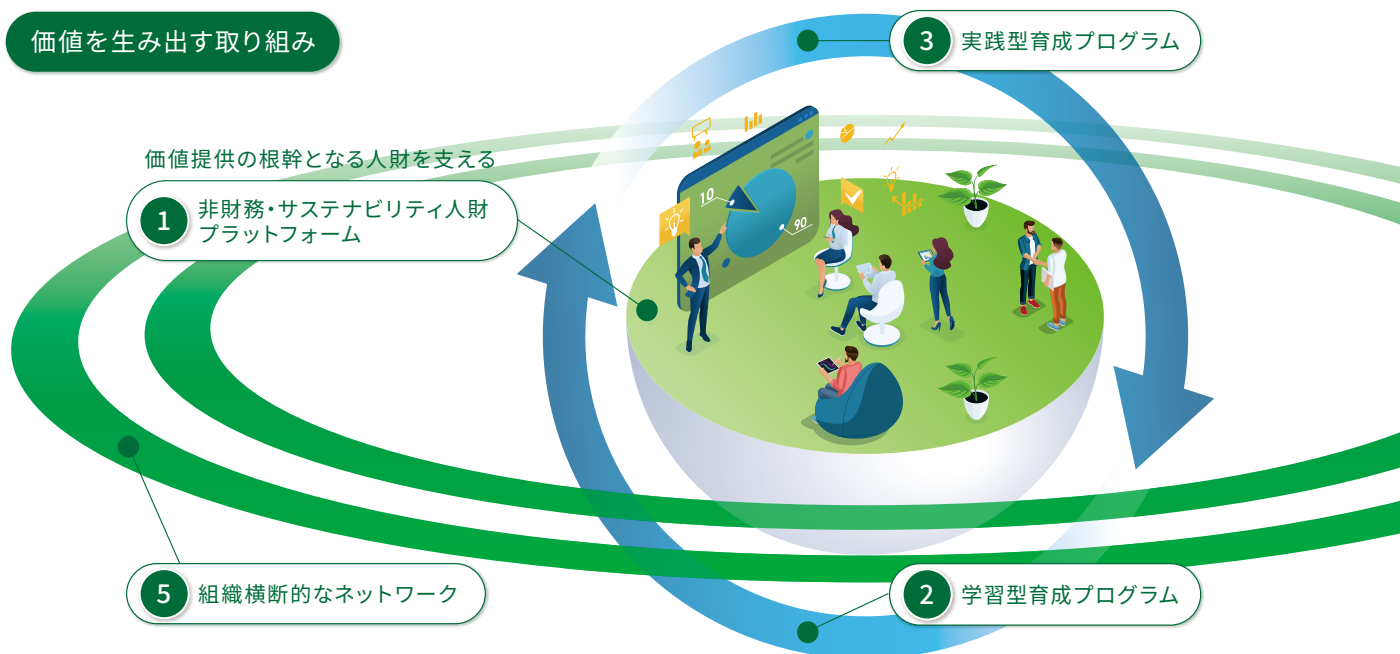 価値を生み出す取り組み
3 実践型育成プログラム
価値提供の根幹となる人財を支える
1 非財務・サステナビリティ人財
プラットフォーム
10
90
5 組織横断的なネットワーク
2 学習型育成プログラム